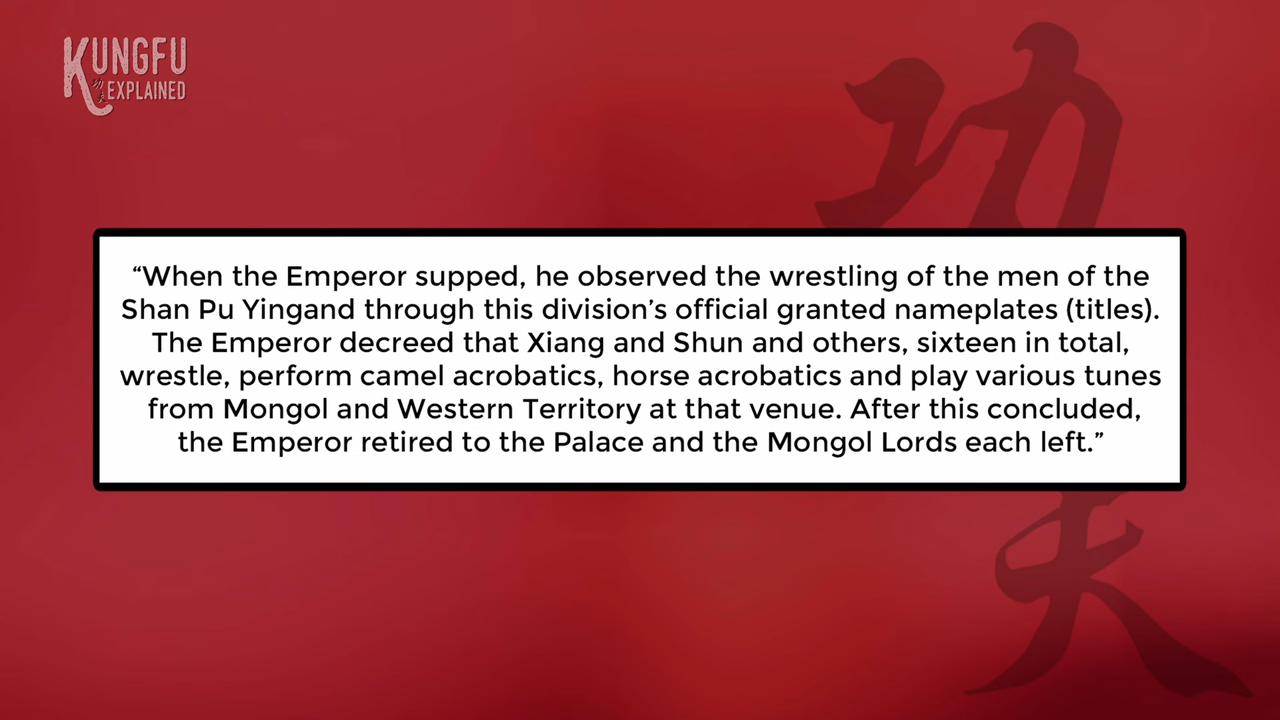 KUNGFU
EXPLAINED
功夫
“When the Emperor supped, he observed the wrestling of the men of the
Shan Pu Yingand through this division’s official granted nameplates (titles).
The Emperor decreed that Xiang and Shun and others, sixteen in total,
wrestle, perform camel acrobatics, horse acrobatics and play various tunes
from Mongol and Western Territory at that venue. After this concluded,
the Emperor retired to the Palace and the Mongol Lords each left.”